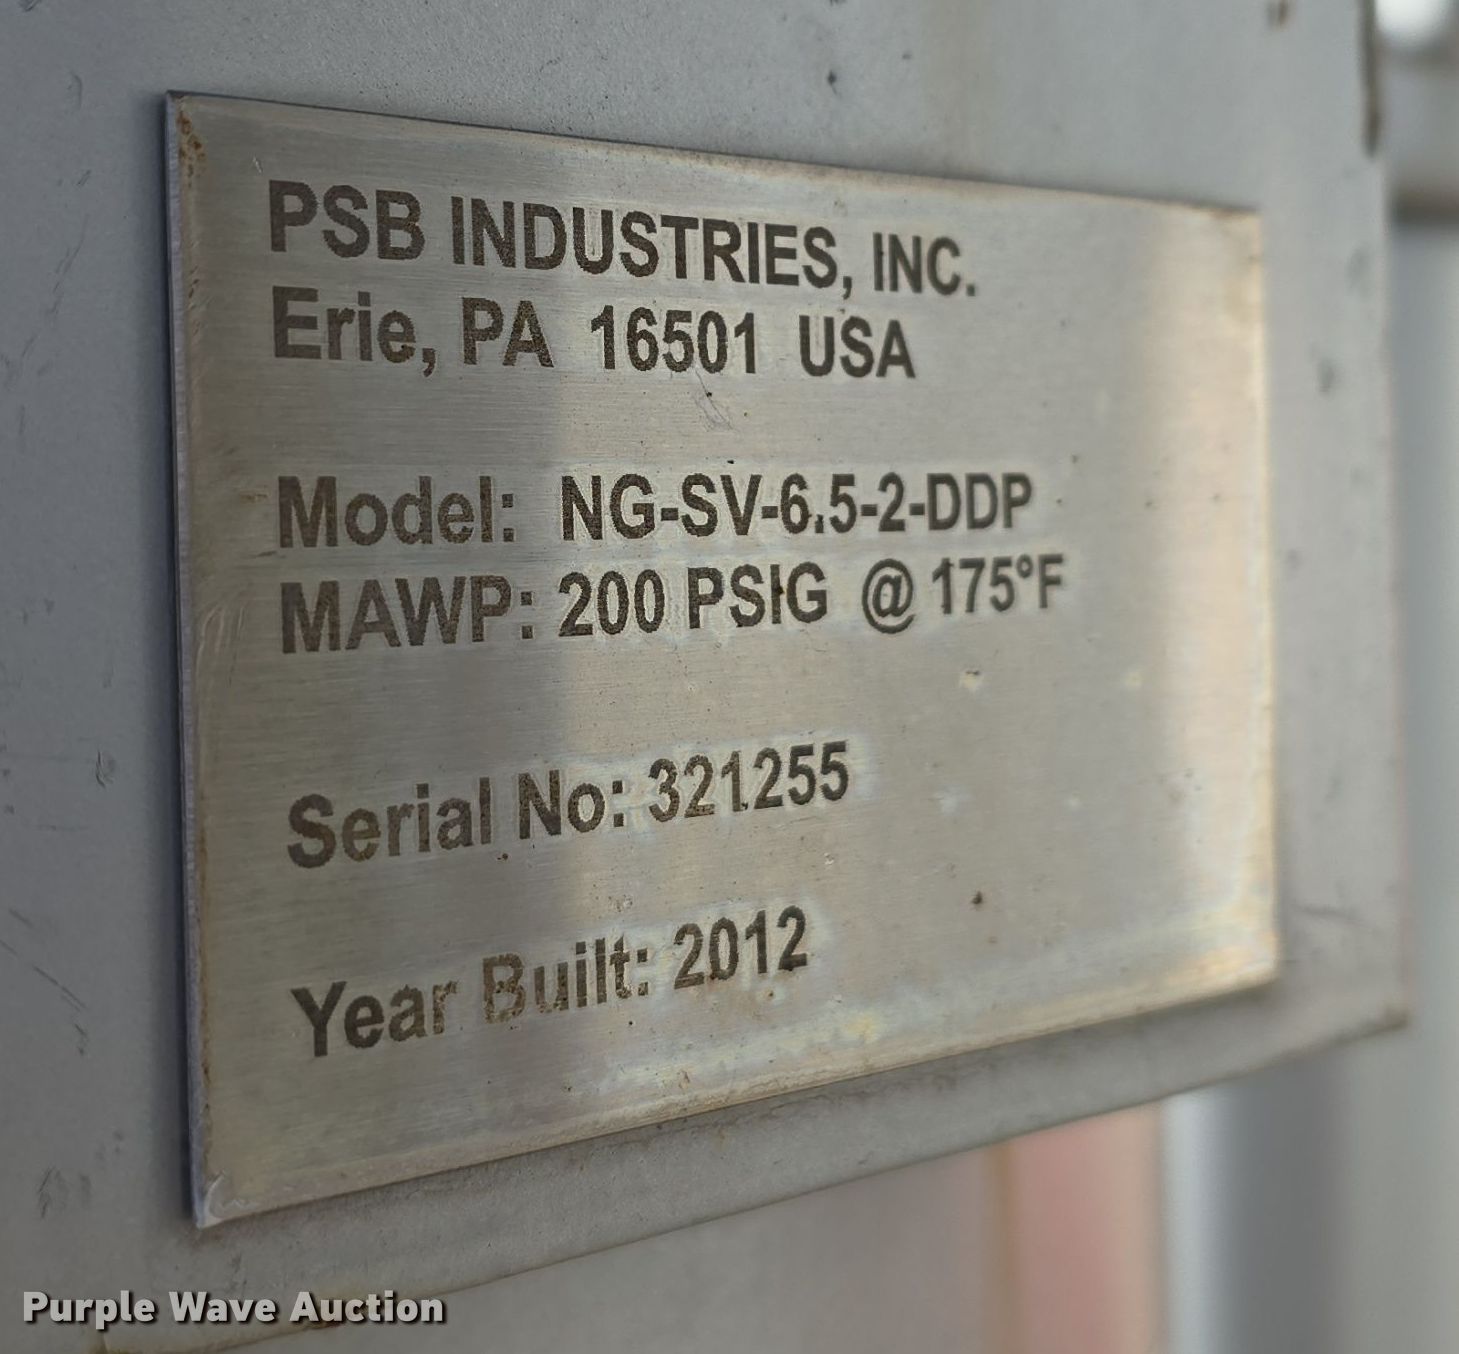 PSB INDUSTRIES, INC.
Erie, PA 16501 USA
Model: NG-SV-6.5-2-DDP
MAWP: 200 PSIG @ 175°F
Serial No: 321255
Year Built: 2012
Purple Wave Auction